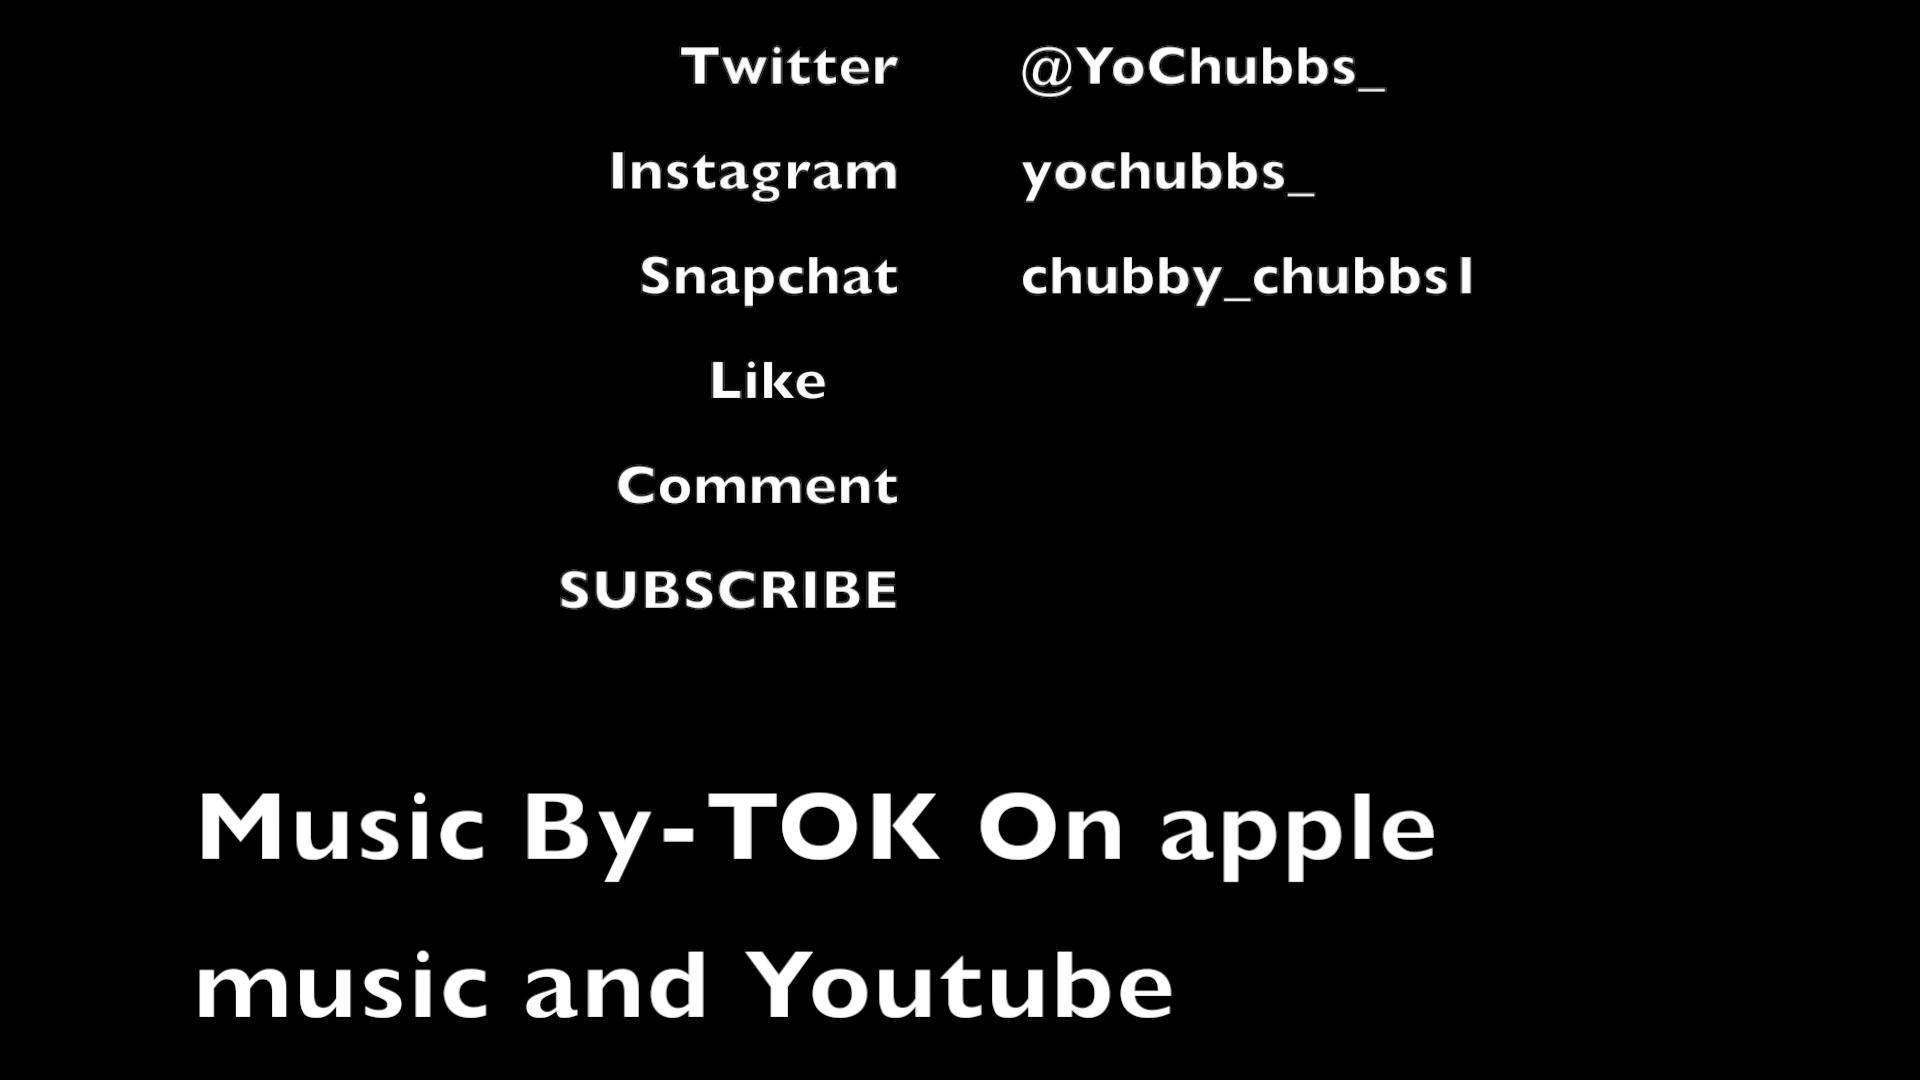 Twitter @YoChubbs_
Instagram yochubbs_
Snapchat chubby_chubbs1
Like
Comment
SUBSCRIBE
Music By-TOK On apple
music and Youtube